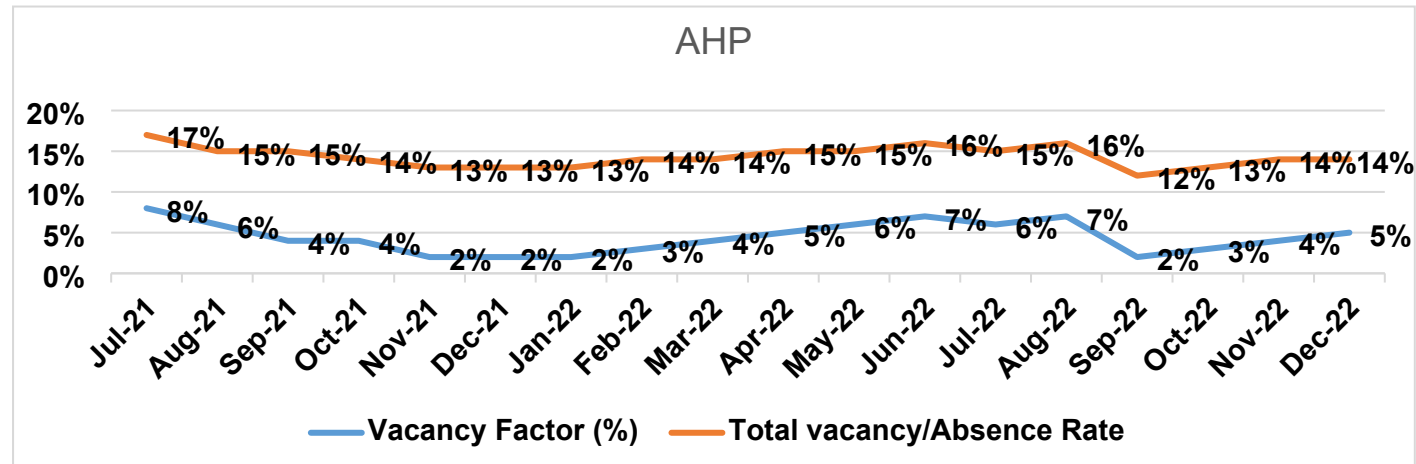 AHP
20%
15%
10%
5%
0%
17% 15% 15% 14% 13% 13% 13% 14% 14% 15% 15% 16% 15% 16% 12% 13% 14% 14%
8% 6% 4% 4% 2% 2% 2% 3% 4% 5% 6% 7% 6% 7% 2% 3% 4% 5%
Jul-21 Aug-21 Sep-21 Oct-21 Nov-21 Dec-21 Jan-22 Feb-22 Mar-22 Apr-22 May-22 Jun-22 Jul-22 Aug-22 Sep-22 Oct-22 Nov-22 Dec-22
Vacancy Factor (%) Total vacancy/Absence Rate